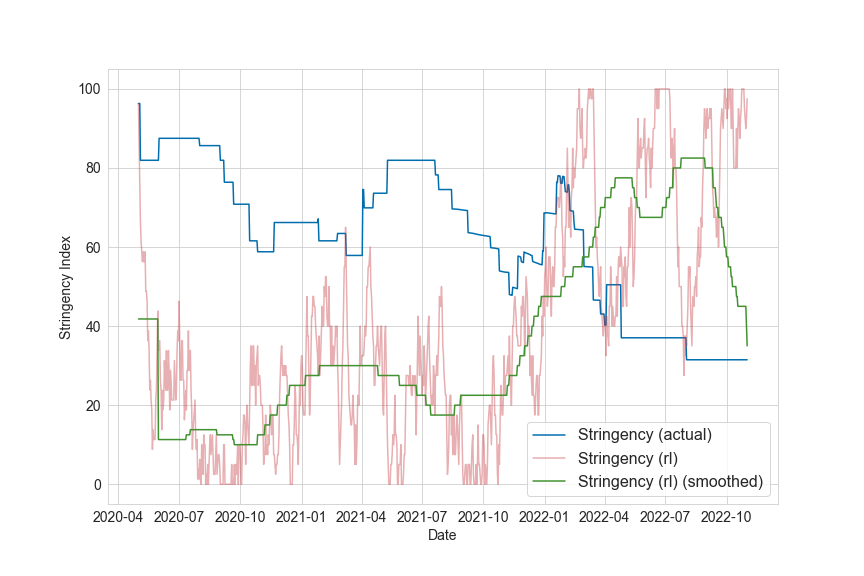 Stringency Index
100
80
60
40
20
0
Stringency (actual)
Stringency (rl)
Stringency (rl) (smoothed)
2020-04 2020-07 2020-10 2021-01 2021-04 2021-07 2021-10 2022-01 2022-04 2022-07 2022-10
Date